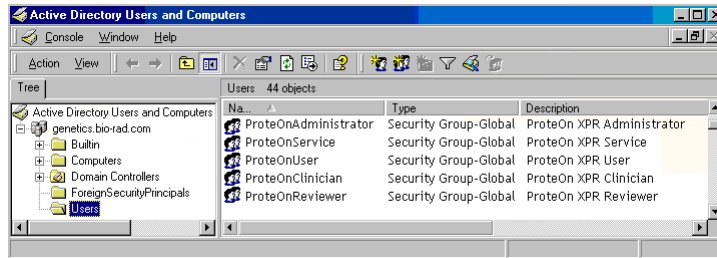 Active Directory Users and Computers
Console Window Help
Action View
Tree
Users 44 objects
Active Directory Users and Computers
genetics.bio-rad.com
Builtin
Computers
Domain Controllers
ForeignSecurityPrincipals
Users
Na... Type Description
ProteOnAdministrator Security Group-Global ProteOn XPR Administrator
ProteOnService Security Group-Global ProteOn XPR Service
ProteOnUser Security Group-Global ProteOn XPR User
ProteOnClinician Security Group-Global ProteOn XPR Clinician
ProteOnReviewer Security Group-Global ProteOn XPR Reviewer